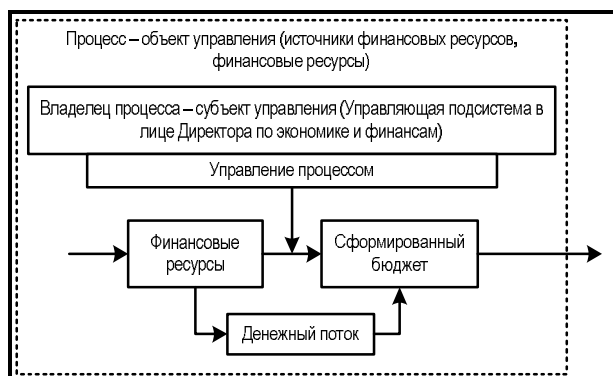 Процесс – объект управления (источники финансовых ресурсов,
финансовые ресурсы)
Владелец процесса – субъект управления (Управляющая подсистема в
лице Директора по экономике и финансам)
Управление процессом
Финансовые
ресурсы
Сформированный
бюджет
Денежный поток